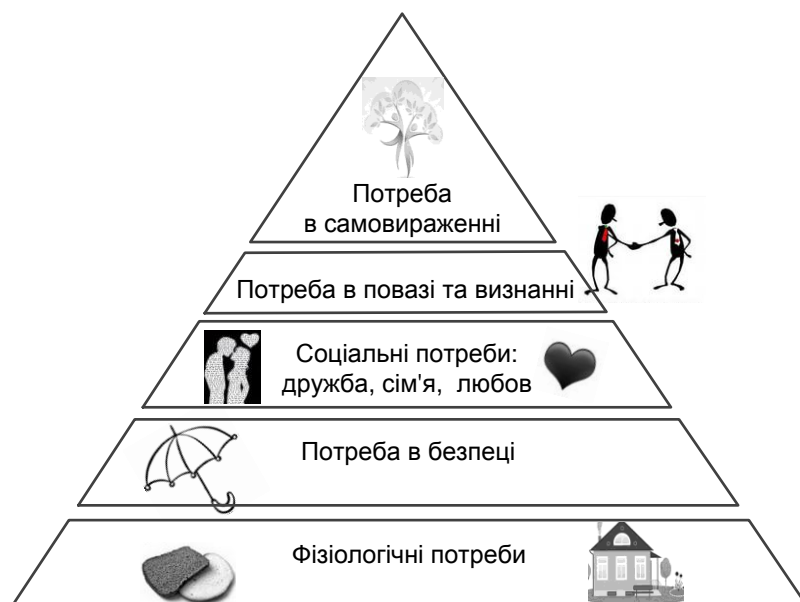 Потреба
в самовираженні
Потреба в повазі та визнанні
Соціальні потреби:
дружба, сім'я, любов
Потреба в безпеці
Фізіологічні потреби